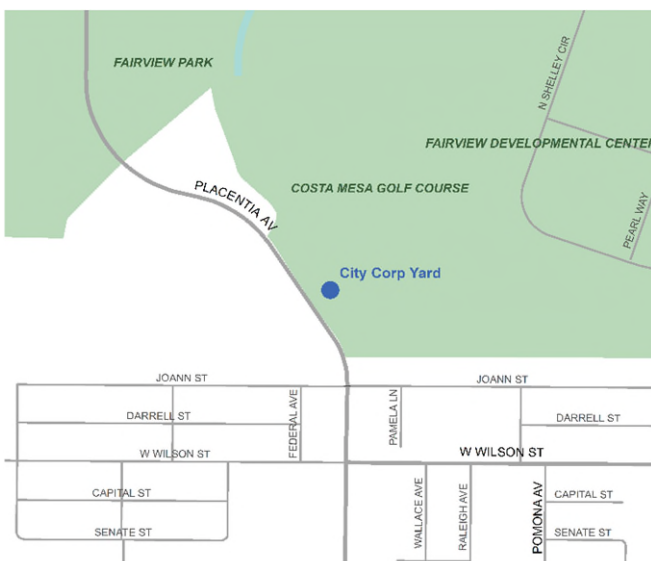 N SHELLEY CIR
FAIRVIEW PARK
FAIRVIEW DEVELOPMENTAL CENTER
COSTA MESA GOLF COURSE
PLACENTIA AV
PEARL WAY
City Corp Yard
JOANN ST
JOANN ST
DARRELL ST
FEDERAL AVE
PAMELA LN
DARRELL ST
W WILSON ST
W WILSON ST
CAPITAL ST
WALLACE AVE
RALEIGH AVE
POMONA AV
CAPITAL ST
SENATE ST
SENATE ST